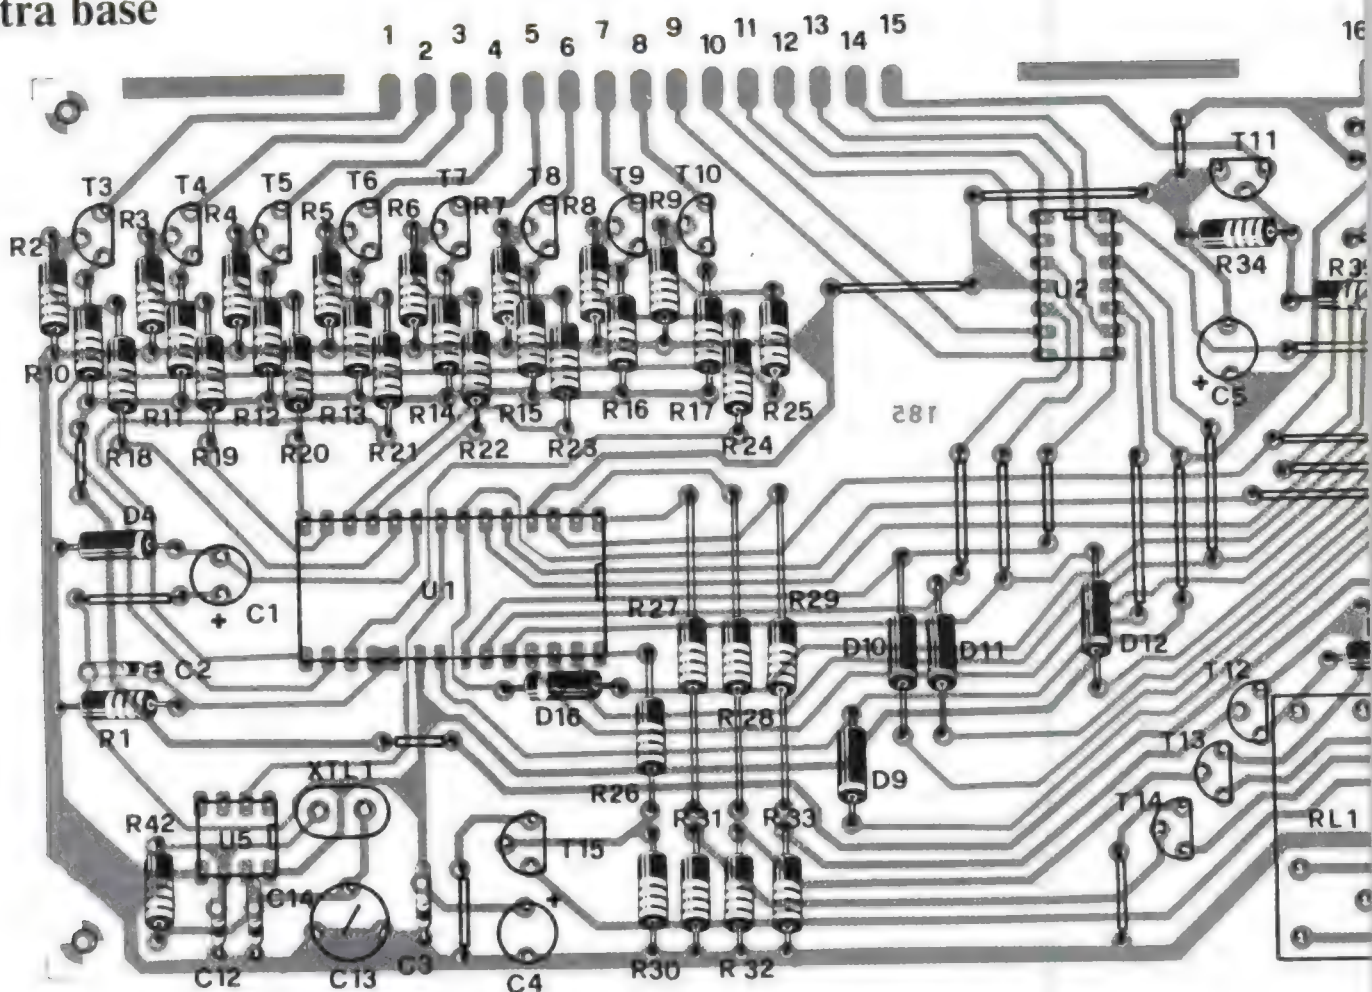 tra base
1 2 3 4 5 6 7 8 9 10 11 12 13 14 15 16
T3 T4 T5 T6 T7 T8 T9 T10 T11
R2 R3 R4 R5 R6 R7 R8 R9
R34
U2
R10 R11 R12 R13 R14 R15 R16 R17 R25
C5
185
R18 R19 R20 R21 R22 R23 R24
D4
C1
U1
R27 R29
D10 D11 D12
C2
T12
R1
D16
R28
T13
XTL1
D9
R26
T14
R42
U5
T15
R31 R33
RL1
C14
C12 C13 C3 C4
R30 R32